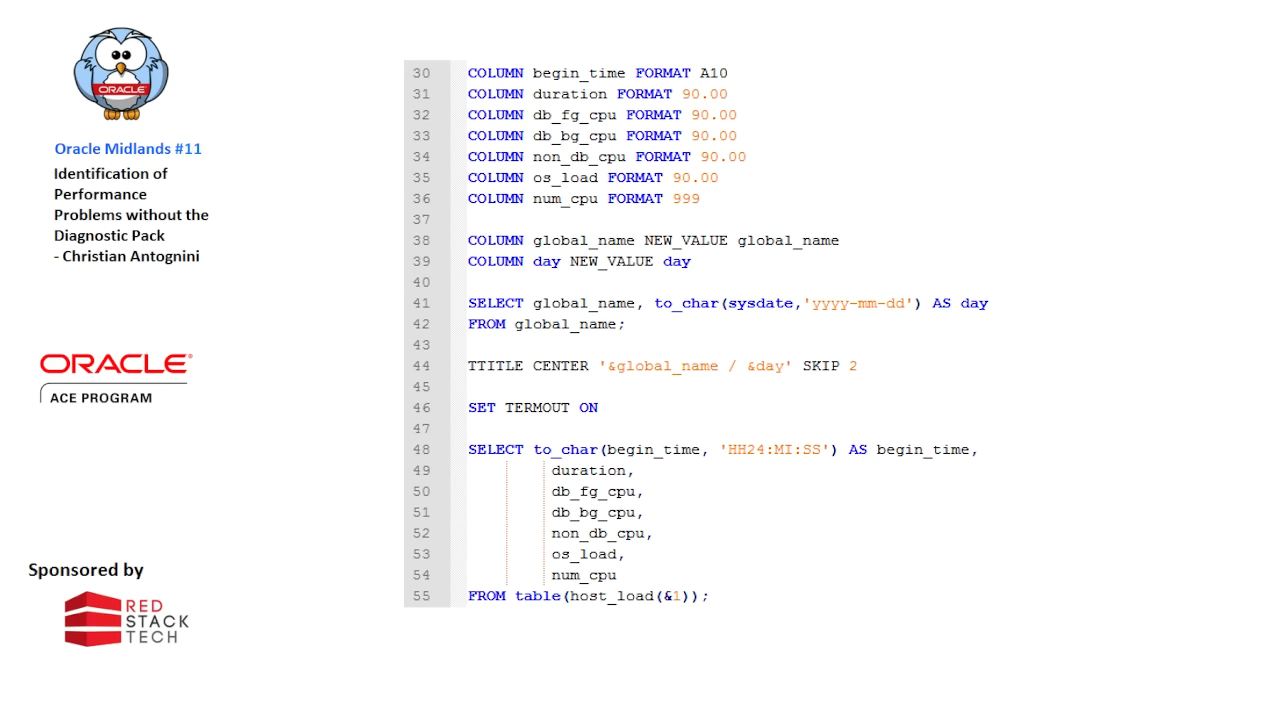 ORACLE
Oracle Midlands #11
Identification of
Performance
Problems without the
Diagnostic Pack
- Christian Antognini
ORACLE®
ACE PROGRAM
Sponsored by
RED
STACK
TECH
30 COLUMN begin_time FORMAT A10
31 COLUMN duration FORMAT 90.00
32 COLUMN db_fg_cpu FORMAT 90.00
33 COLUMN db_bg_cpu FORMAT 90.00
34 COLUMN non_db_cpu FORMAT 90.00
35 COLUMN os_load FORMAT 90.00
36 COLUMN num_cpu FORMAT 999
37
38 COLUMN global_name NEW_VALUE global_name
39 COLUMN day NEW_VALUE day
40
41 SELECT global_name, to_char(sysdate,'yyyy-mm-dd') AS day
42 FROM global_name;
43
44 TTITLE CENTER '&global_name / &day' SKIP 2
45
46 SET TERMOUT ON
47
48 SELECT to_char(begin_time, 'HH24:MI:SS') AS begin_time,
49 duration,
50 db_fg_cpu,
51 db_bg_cpu,
52 non_db_cpu,
53 os_load,
54 num_cpu
55 FROM table(host_load(&1));